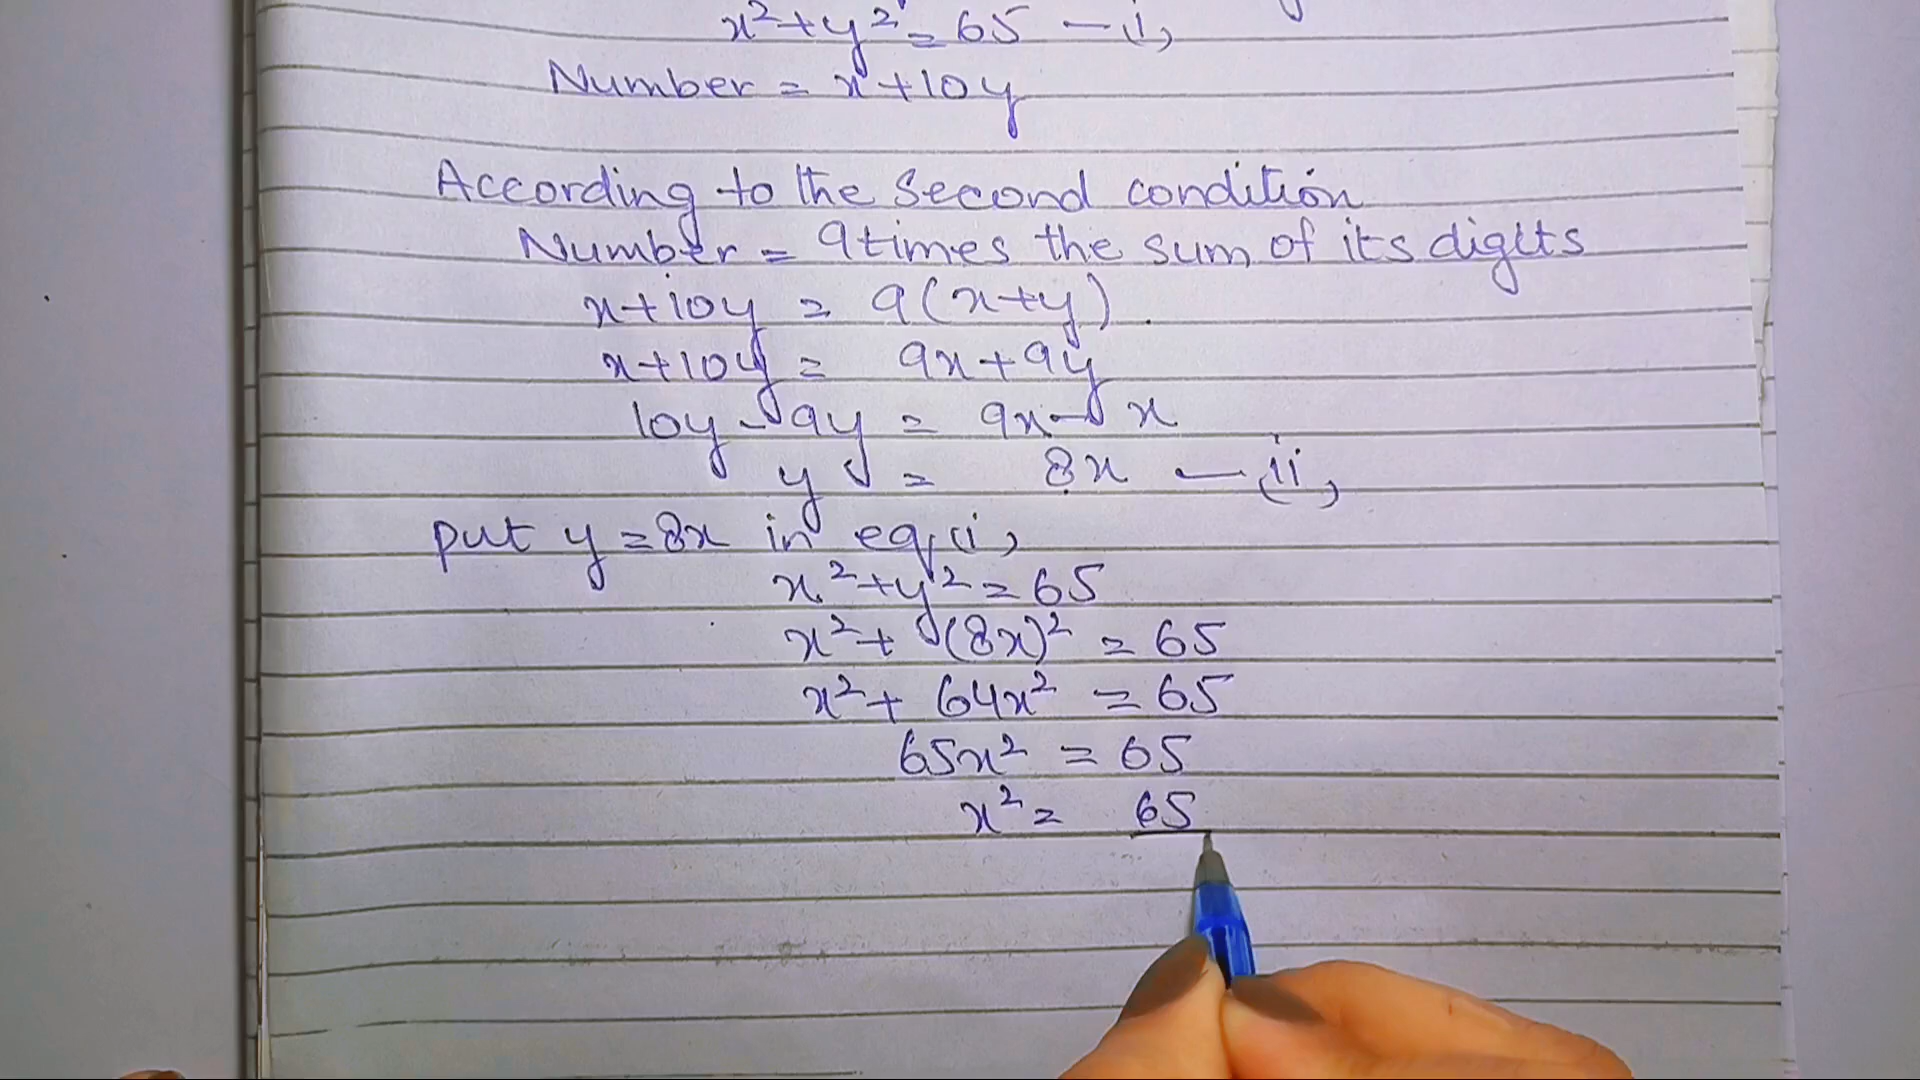 x²+y²=65 — (i)
Number = x+10y
According to the second condition
Number = 9times the sum of its digits
x+10y = 9(x+y)
x+10y = 9x+9y
10y-9y = 9x-x
y = 8x — (ii)
put y=8x in eq(i)
x²+y²=65
x²+(8x)²=65
x²+64x²=65
65x²=65
x²= 65